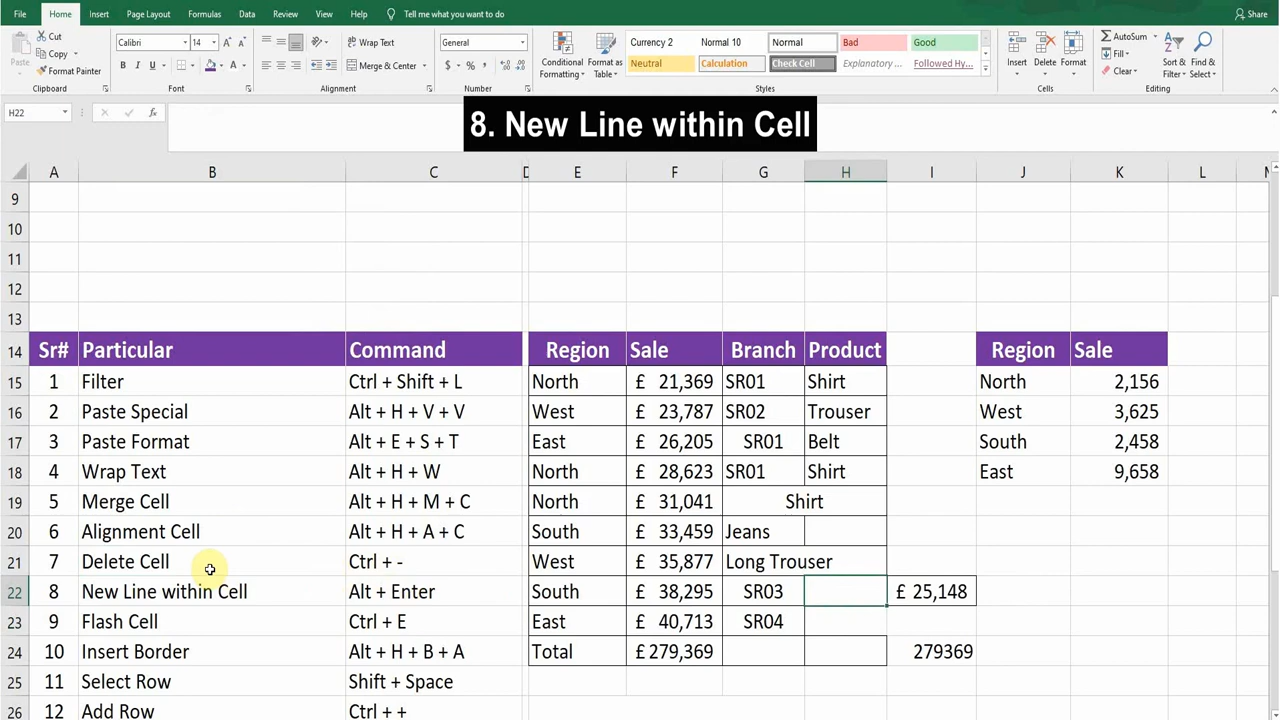 File Home Insert Page Layout Formulas Data Review View Help Tell me what you want to do Share
Cut Calibri 14 Wrap Text General Currency 2 Normal 10 Normal Bad Good AutoSum
Copy Fill
Paste Format Painter Merge & Center Conditional Formatting Format as Table Neutral Calculation Check Cell Explanatory ... Followed Hy... Insert Delete Format Clear Sort & Filter Find & Select
Clipboard Font Alignment Number Styles Cells Editing
H22 fx
8. New Line within Cell
A B C D E F G H I J K L M
9
10
11
12
13
14 Sr# Particular Command Region Sale Branch Product Region Sale
15 1 Filter Ctrl + Shift + L North £ 21,369 SR01 Shirt North 2,156
16 2 Paste Special Alt + H + V + V West £ 23,787 SR02 Trouser West 3,625
17 3 Paste Format Alt + E + S + T East £ 26,205 SR01 Belt South 2,458
18 4 Wrap Text Alt + H + W North £ 28,623 SR01 Shirt East 9,658
19 5 Merge Cell Alt + H + M + C North £ 31,041 Shirt
20 6 Alignment Cell Alt + H + A + C South £ 33,459 Jeans
21 7 Delete Cell Ctrl + - West £ 35,877 Long Trouser
22 8 New Line within Cell Alt + Enter South £ 38,295 SR03 £ 25,148
23 9 Flash Cell Ctrl + E East £ 40,713 SR04
24 10 Insert Border Alt + H + B + A Total £ 279,369 279369
25 11 Select Row Shift + Space
26 12 Add Row Ctrl + +